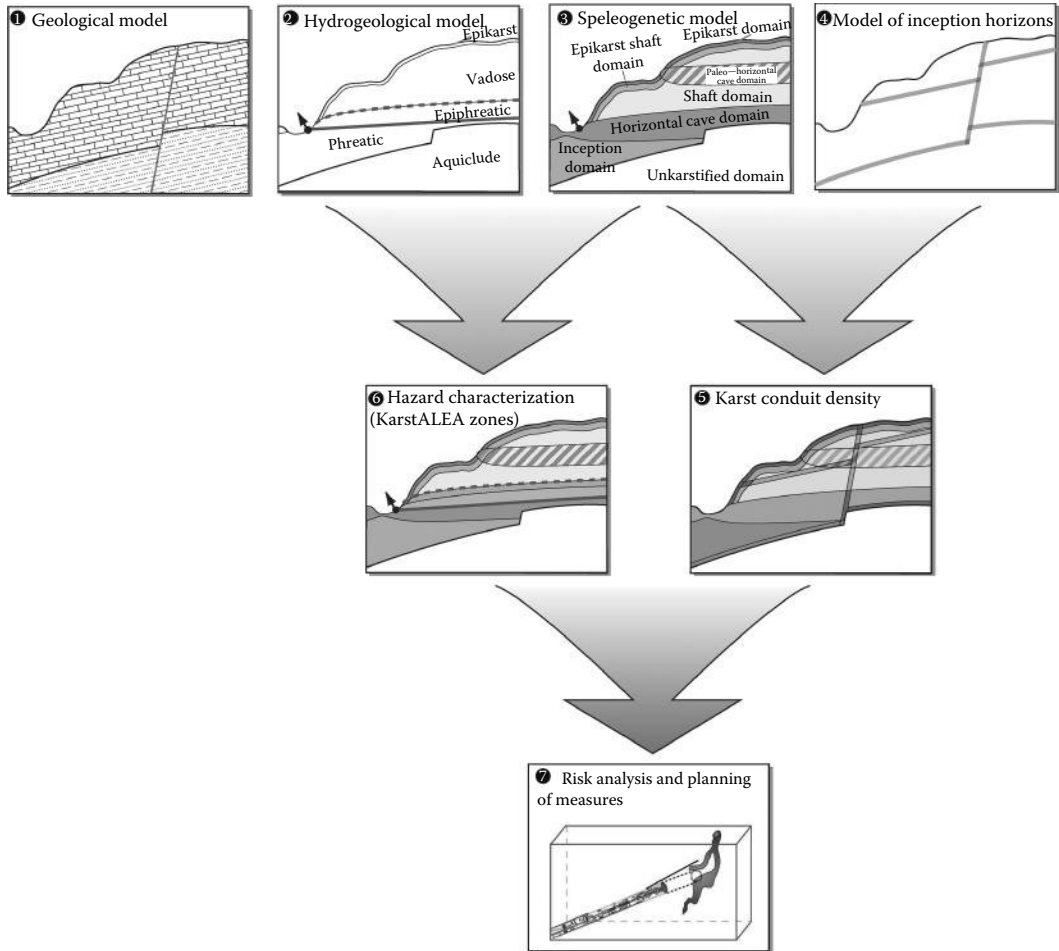 ❶ Geological model
❷ Hydrogeological model
Epikarst
Vadose
Epiphreatic
Phreatic
Aquiclude
❸ Speleogenetic model
Epikarst domain
Epikarst shaft
domain
Paleo—horizontal
cave domain
Shaft domain
Horizontal cave domain
Inception
domain
Unkarstified domain
❹ Model of inception horizons
❻ Hazard characterization
(KarstALEA zones)
❺ Karst conduit density
❼ Risk analysis and planning
of measures